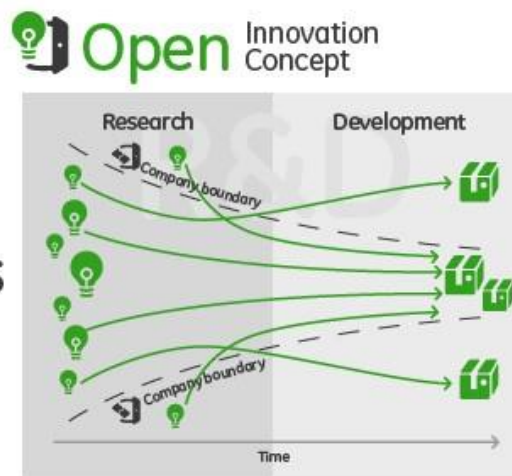 Open Innovation
Concept
Research Development
R&D
Company boundary
Company boundary
Time